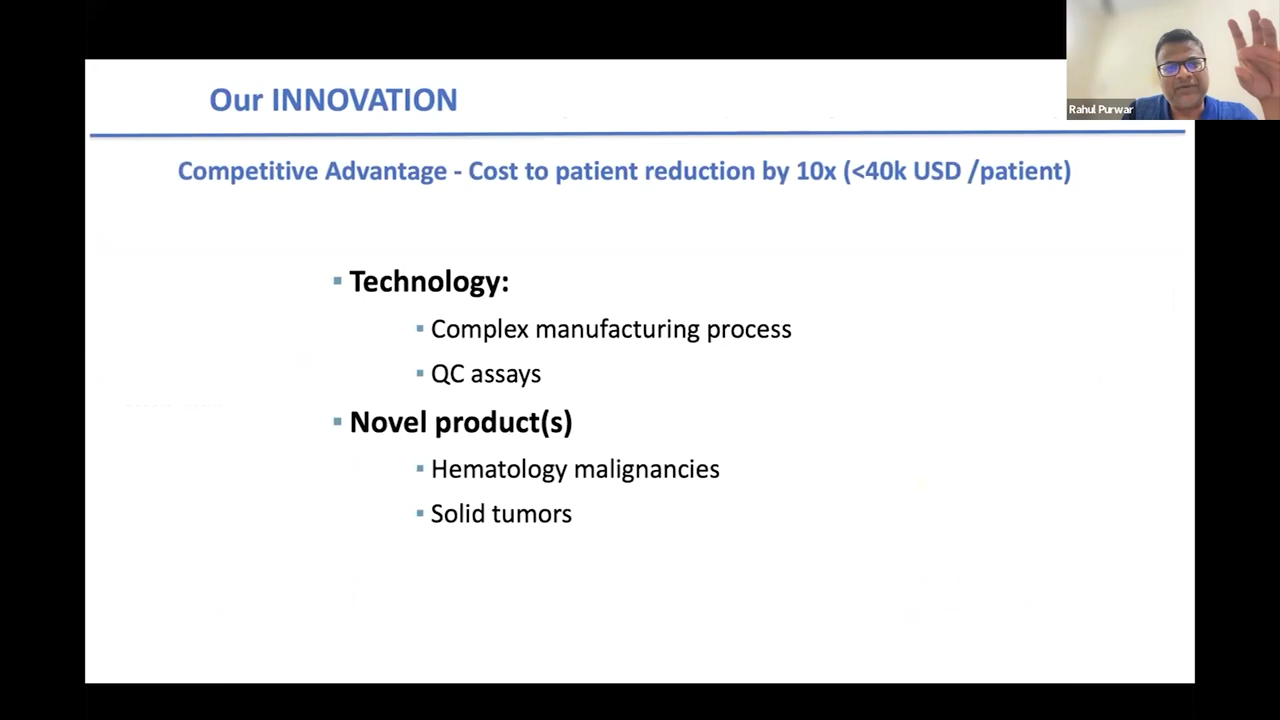 Our INNOVATION
Rahul Purwar
Competitive Advantage - Cost to patient reduction by 10x (<40k USD /patient)
▪ Technology:
▪ Complex manufacturing process
▪ QC assays
▪ Novel product(s)
▪ Hematology malignancies
▪ Solid tumors